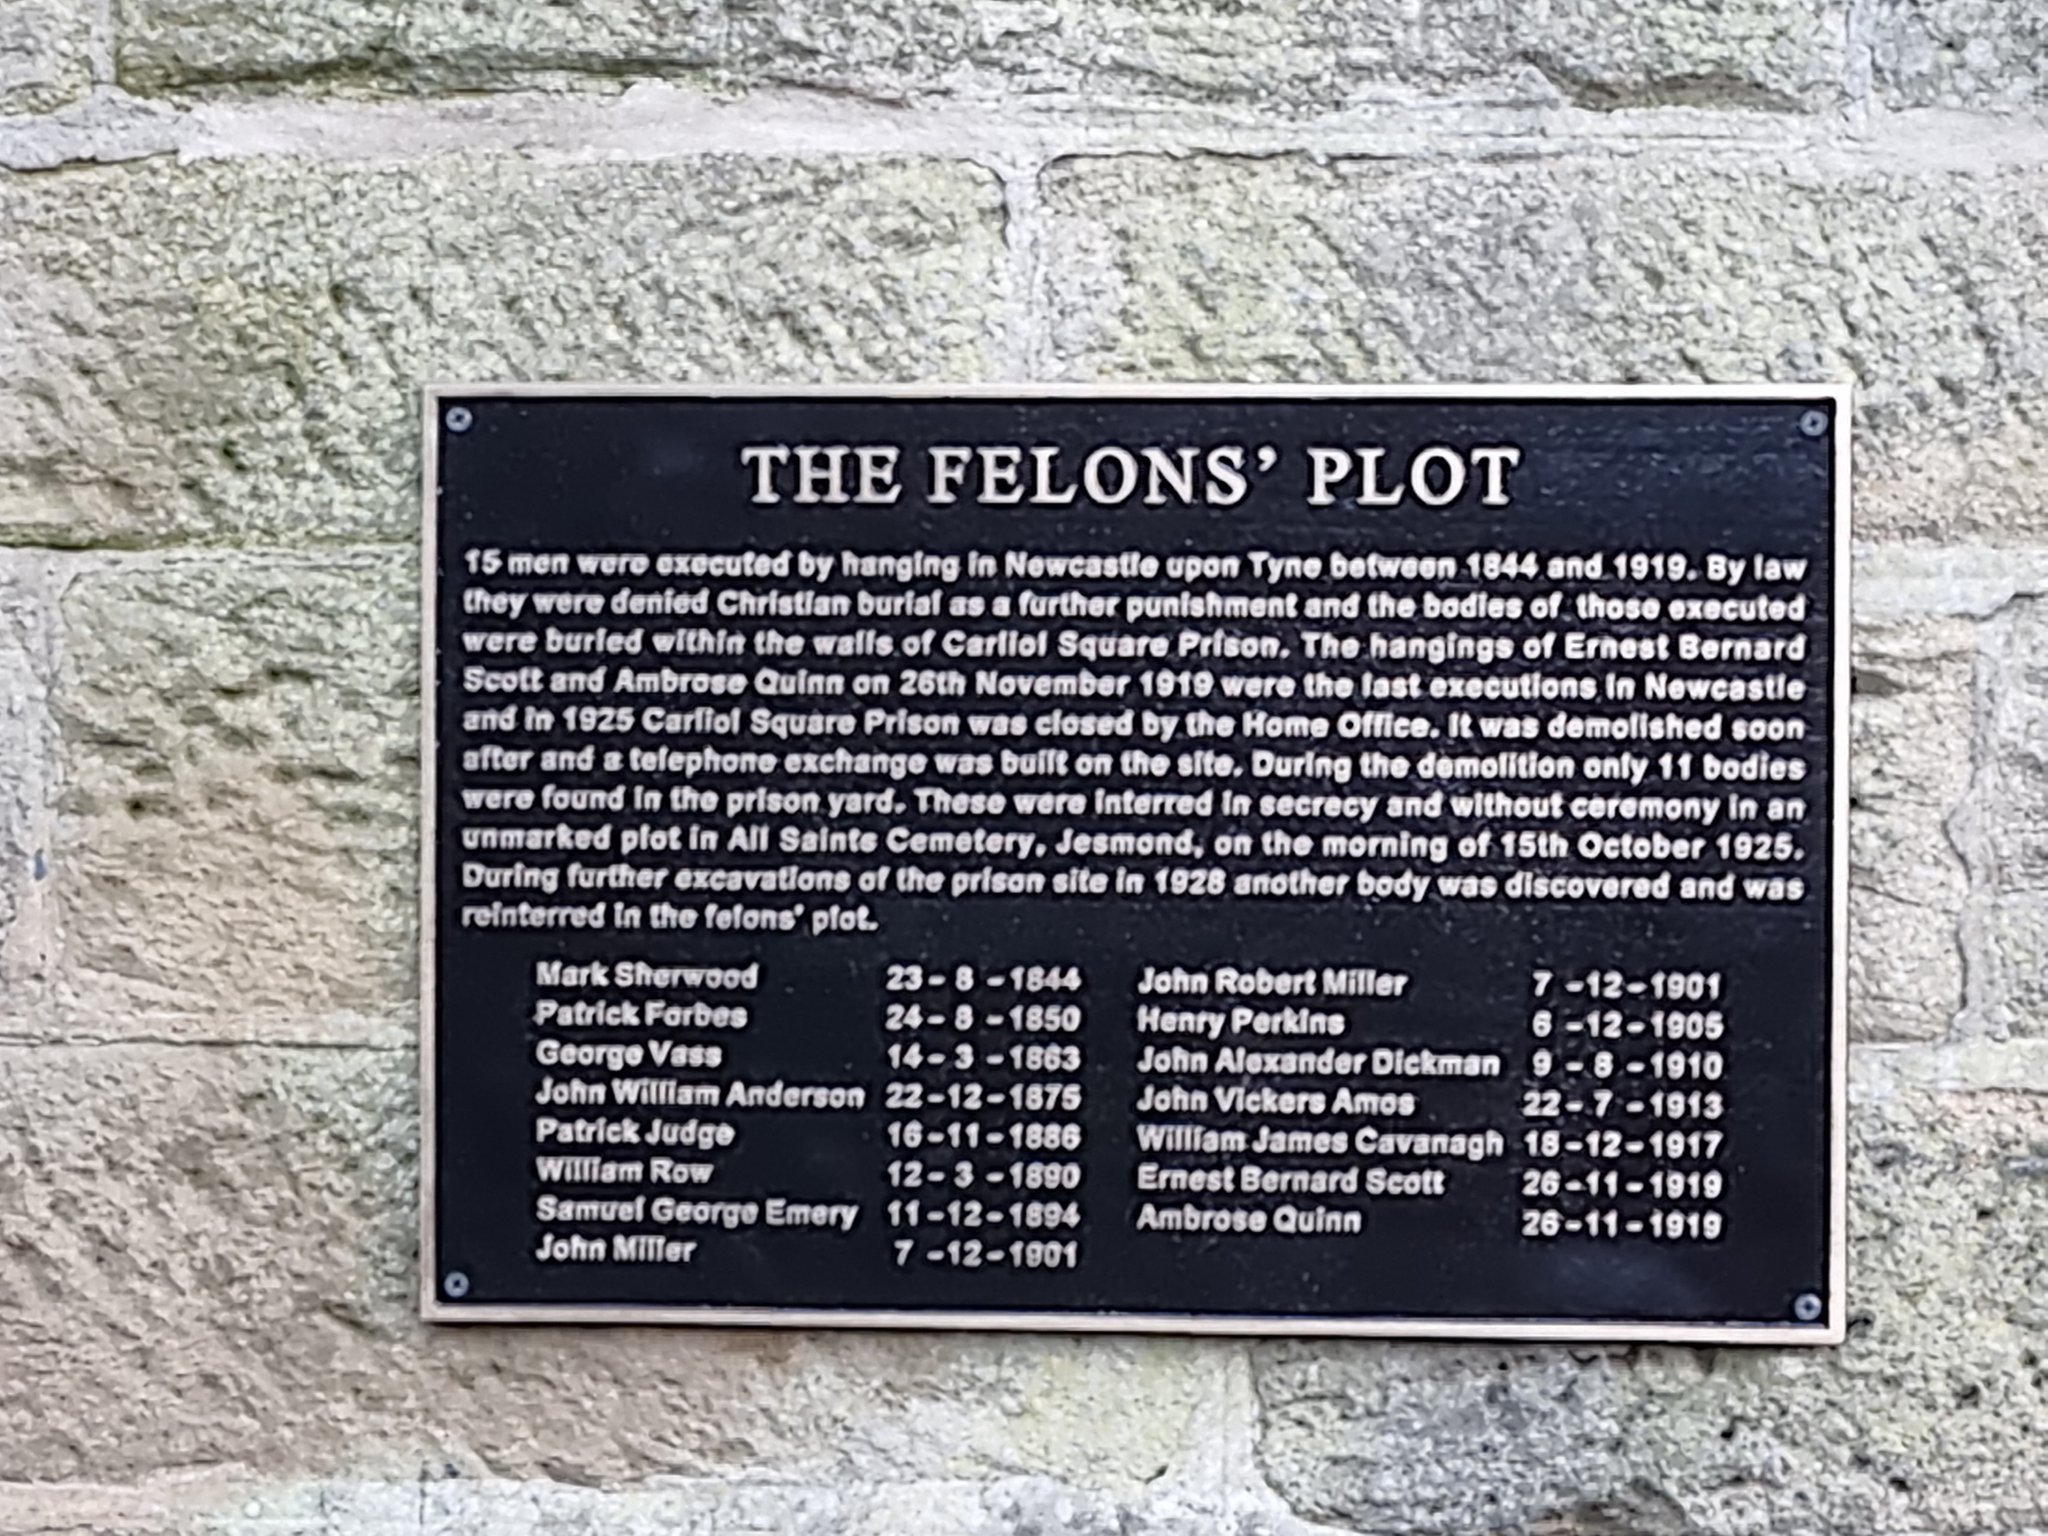 THE FELONS' PLOT
15 men were executed by hanging in Newcastle upon Tyne between 1844 and 1919. By law
they were denied Christian burial as a further punishment and the bodies of those executed
were buried within the walls of Carliol Square Prison. The hangings of Ernest Bernard
Scott and Ambrose Quinn on 26th November 1919 were the last executions in Newcastle
and in 1925 Carliol Square Prison was closed by the Home Office. It was demolished soon
after and a telephone exchange was built on the site. During the demolition only 11 bodies
were found in the prison yard. These were interred in secrecy and without ceremony in an
unmarked plot in All Saints Cemetery, Jesmond, on the morning of 15th October 1925.
During further excavations of the prison site in 1928 another body was discovered and was
reinterred in the felons' plot.
Mark Sherwood 23 - 8 - 1844
Patrick Forbes 24 - 8 - 1850
George Vass 14 - 3 - 1863
John William Anderson 22 - 12 - 1875
Patrick Judge 16 - 11 - 1886
William Row 12 - 3 - 1890
Samuel George Emery 11 - 12 - 1894
John Miller 7 - 12 - 1901
John Robert Miller 7 - 12 - 1901
Henry Perkins 6 - 12 - 1905
John Alexander Dickman 9 - 8 - 1910
John Vickers Amos 22 - 7 - 1913
William James Cavanagh 18 - 12 - 1917
Ernest Bernard Scott 26 - 11 - 1919
Ambrose Quinn 26 - 11 - 1919